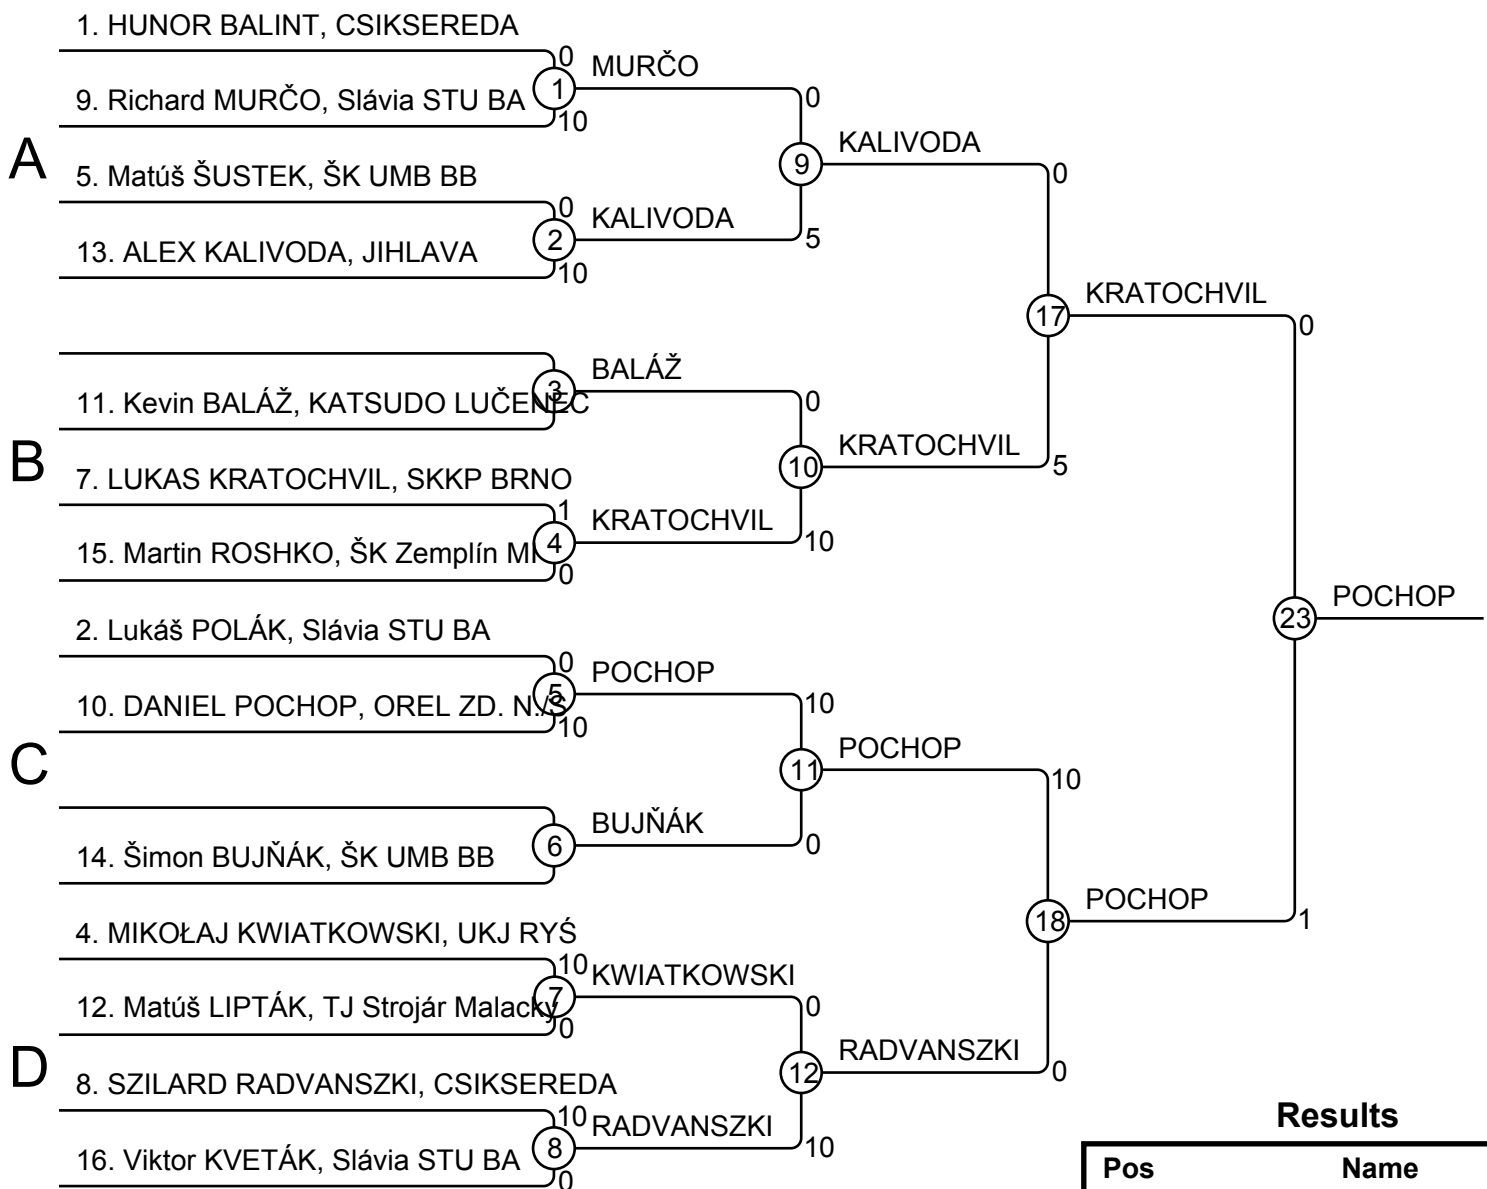 1. HUNOR BALINT, CSIKSEREDA
0
MURČO
1
9. Richard MURČO, Slávia STU BA
10
0
A
KALIVODA
9
5. Matúš ŠUSTEK, ŠK UMB BB
0
0
KALIVODA
2
5
13. ALEX KALIVODA, JIHLAVA
10
KRATOCHVIL
17
0
BALÁŽ
3
11. Kevin BALÁŽ, KATSUDO LUČENEC
0
B
KRATOCHVIL
10
5
7. LUKAS KRATOCHVIL, SKKP BRNO
1
KRATOCHVIL
4
10
15. Martin ROSHKO, ŠK Zemplín MI
0
POCHOP
23
2. Lukáš POLÁK, Slávia STU BA
0
POCHOP
5
10. DANIEL POCHOP, OREL ZD. N./S
10
10
C
POCHOP
11
10
BUJŇÁK
6
0
14. Šimon BUJŇÁK, ŠK UMB BB
POCHOP
18
1
4. MIKOŁAJ KWIATKOWSKI, UKJ RYŚ
10
KWIATKOWSKI
7
12. Matúš LIPTÁK, TJ Strojár Malacky
0
0
D
RADVANSZKI
12
0
8. SZILARD RADVANSZKI, CSIKSEREDA
10
RADVANSZKI
8
10
16. Viktor KVETÁK, Slávia STU BA
0
Results
Pos Name